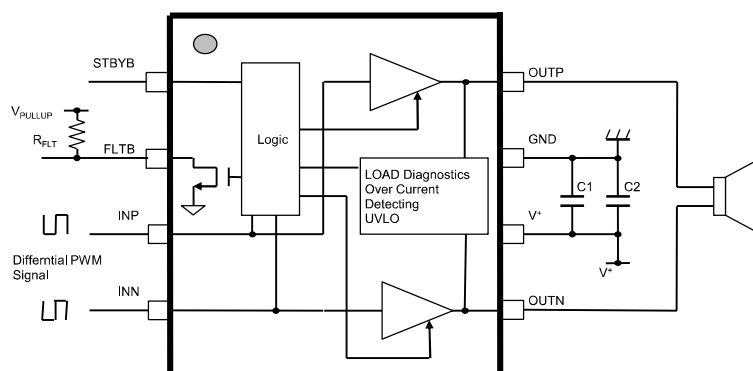 STBYB
VPULLUP
RFLT
FLTB
INP
Differntial PWM
Signal
INN
Logic
LOAD Diagnostics
Over Current
Detecting
UVLO
OUTP
GND
C1
C2
V+
V+
OUTN